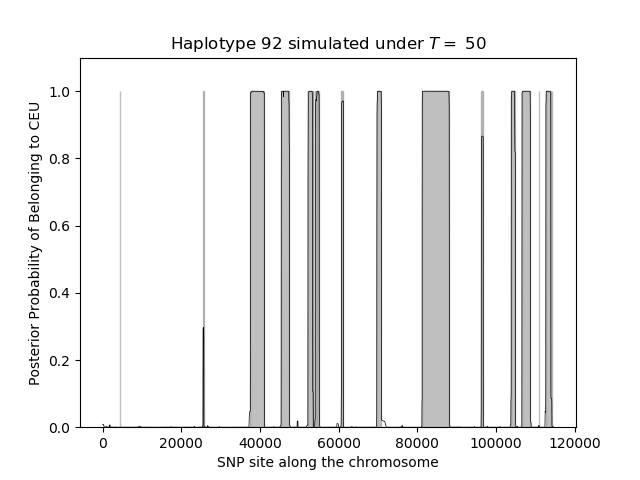 Haplotype 92 simulated under T = 50
Posterior Probability of Belonging to CEU
1.0
0.8
0.6
0.4
0.2
0.0
0 20000 40000 60000 80000 100000 120000
SNP site along the chromosome